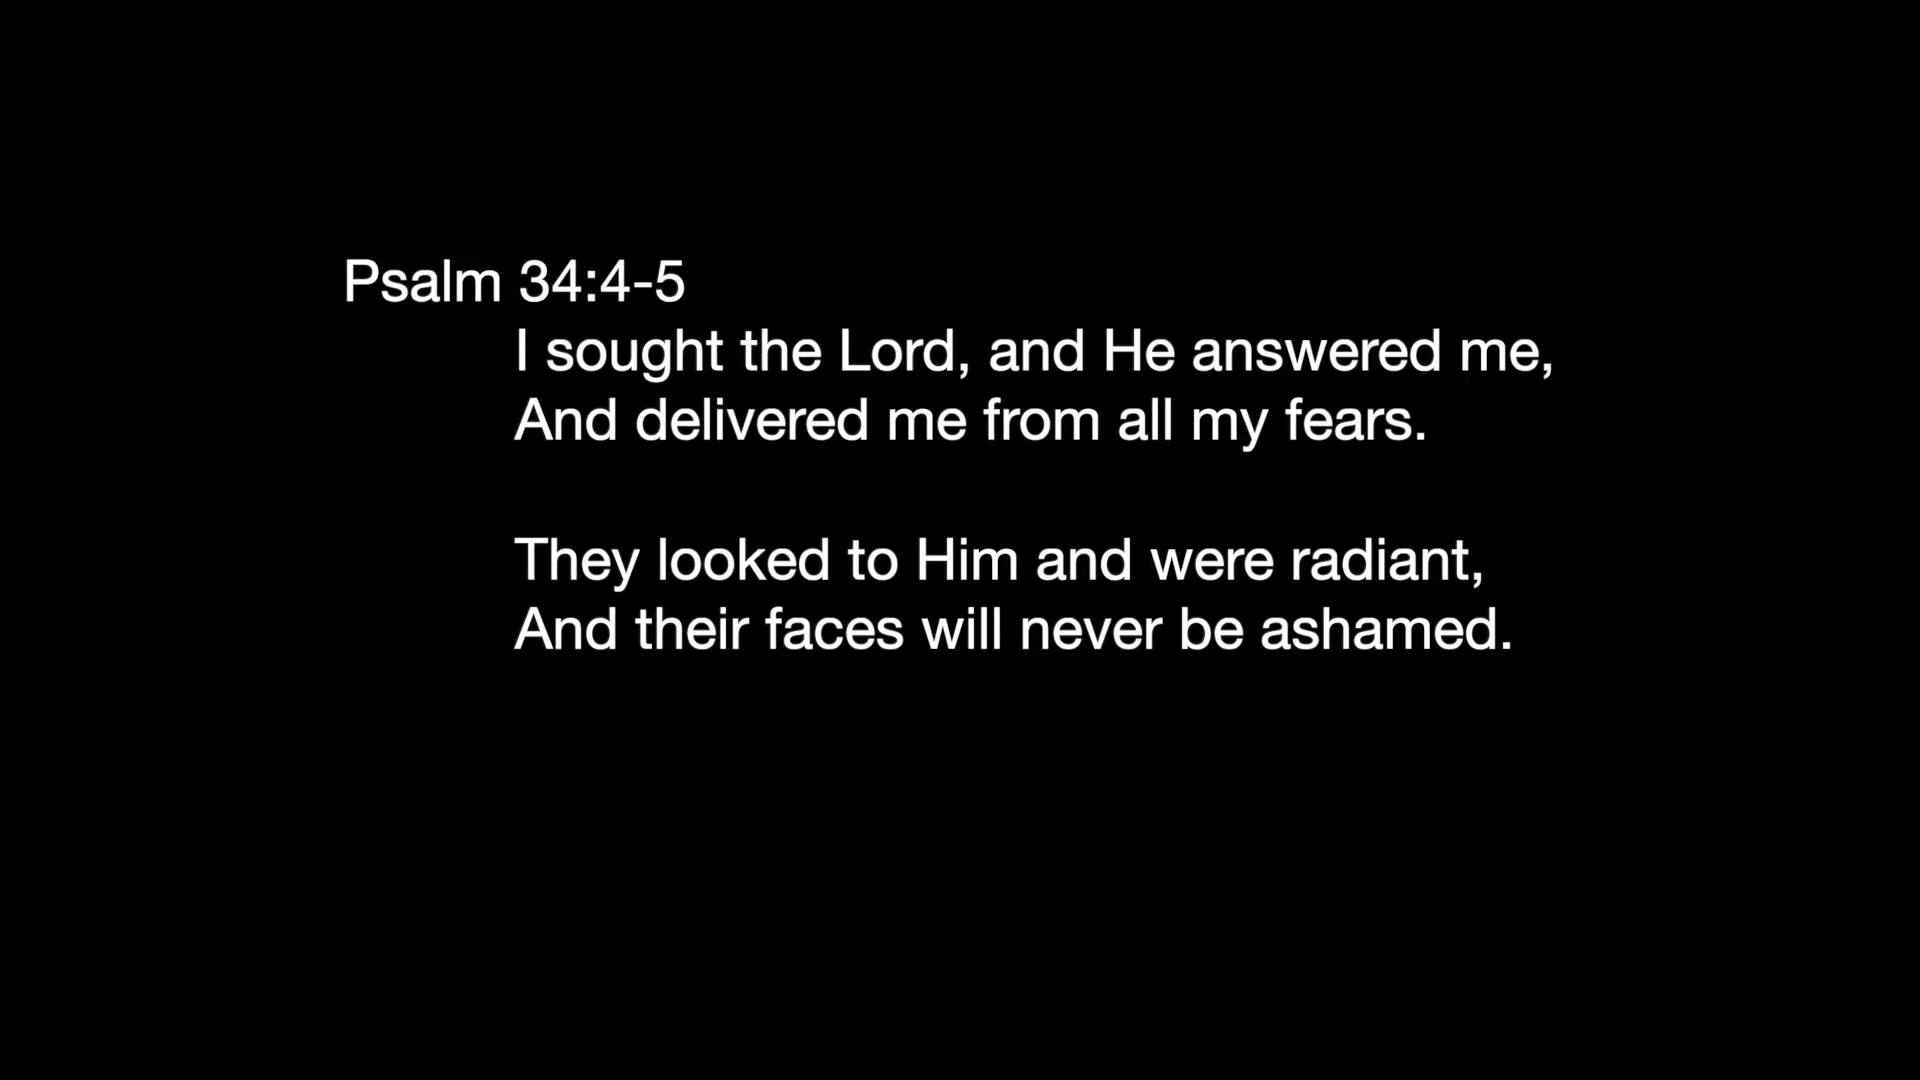 Psalm 34:4-5
I sought the Lord, and He answered me,
And delivered me from all my fears.
They looked to Him and were radiant,
And their faces will never be ashamed.